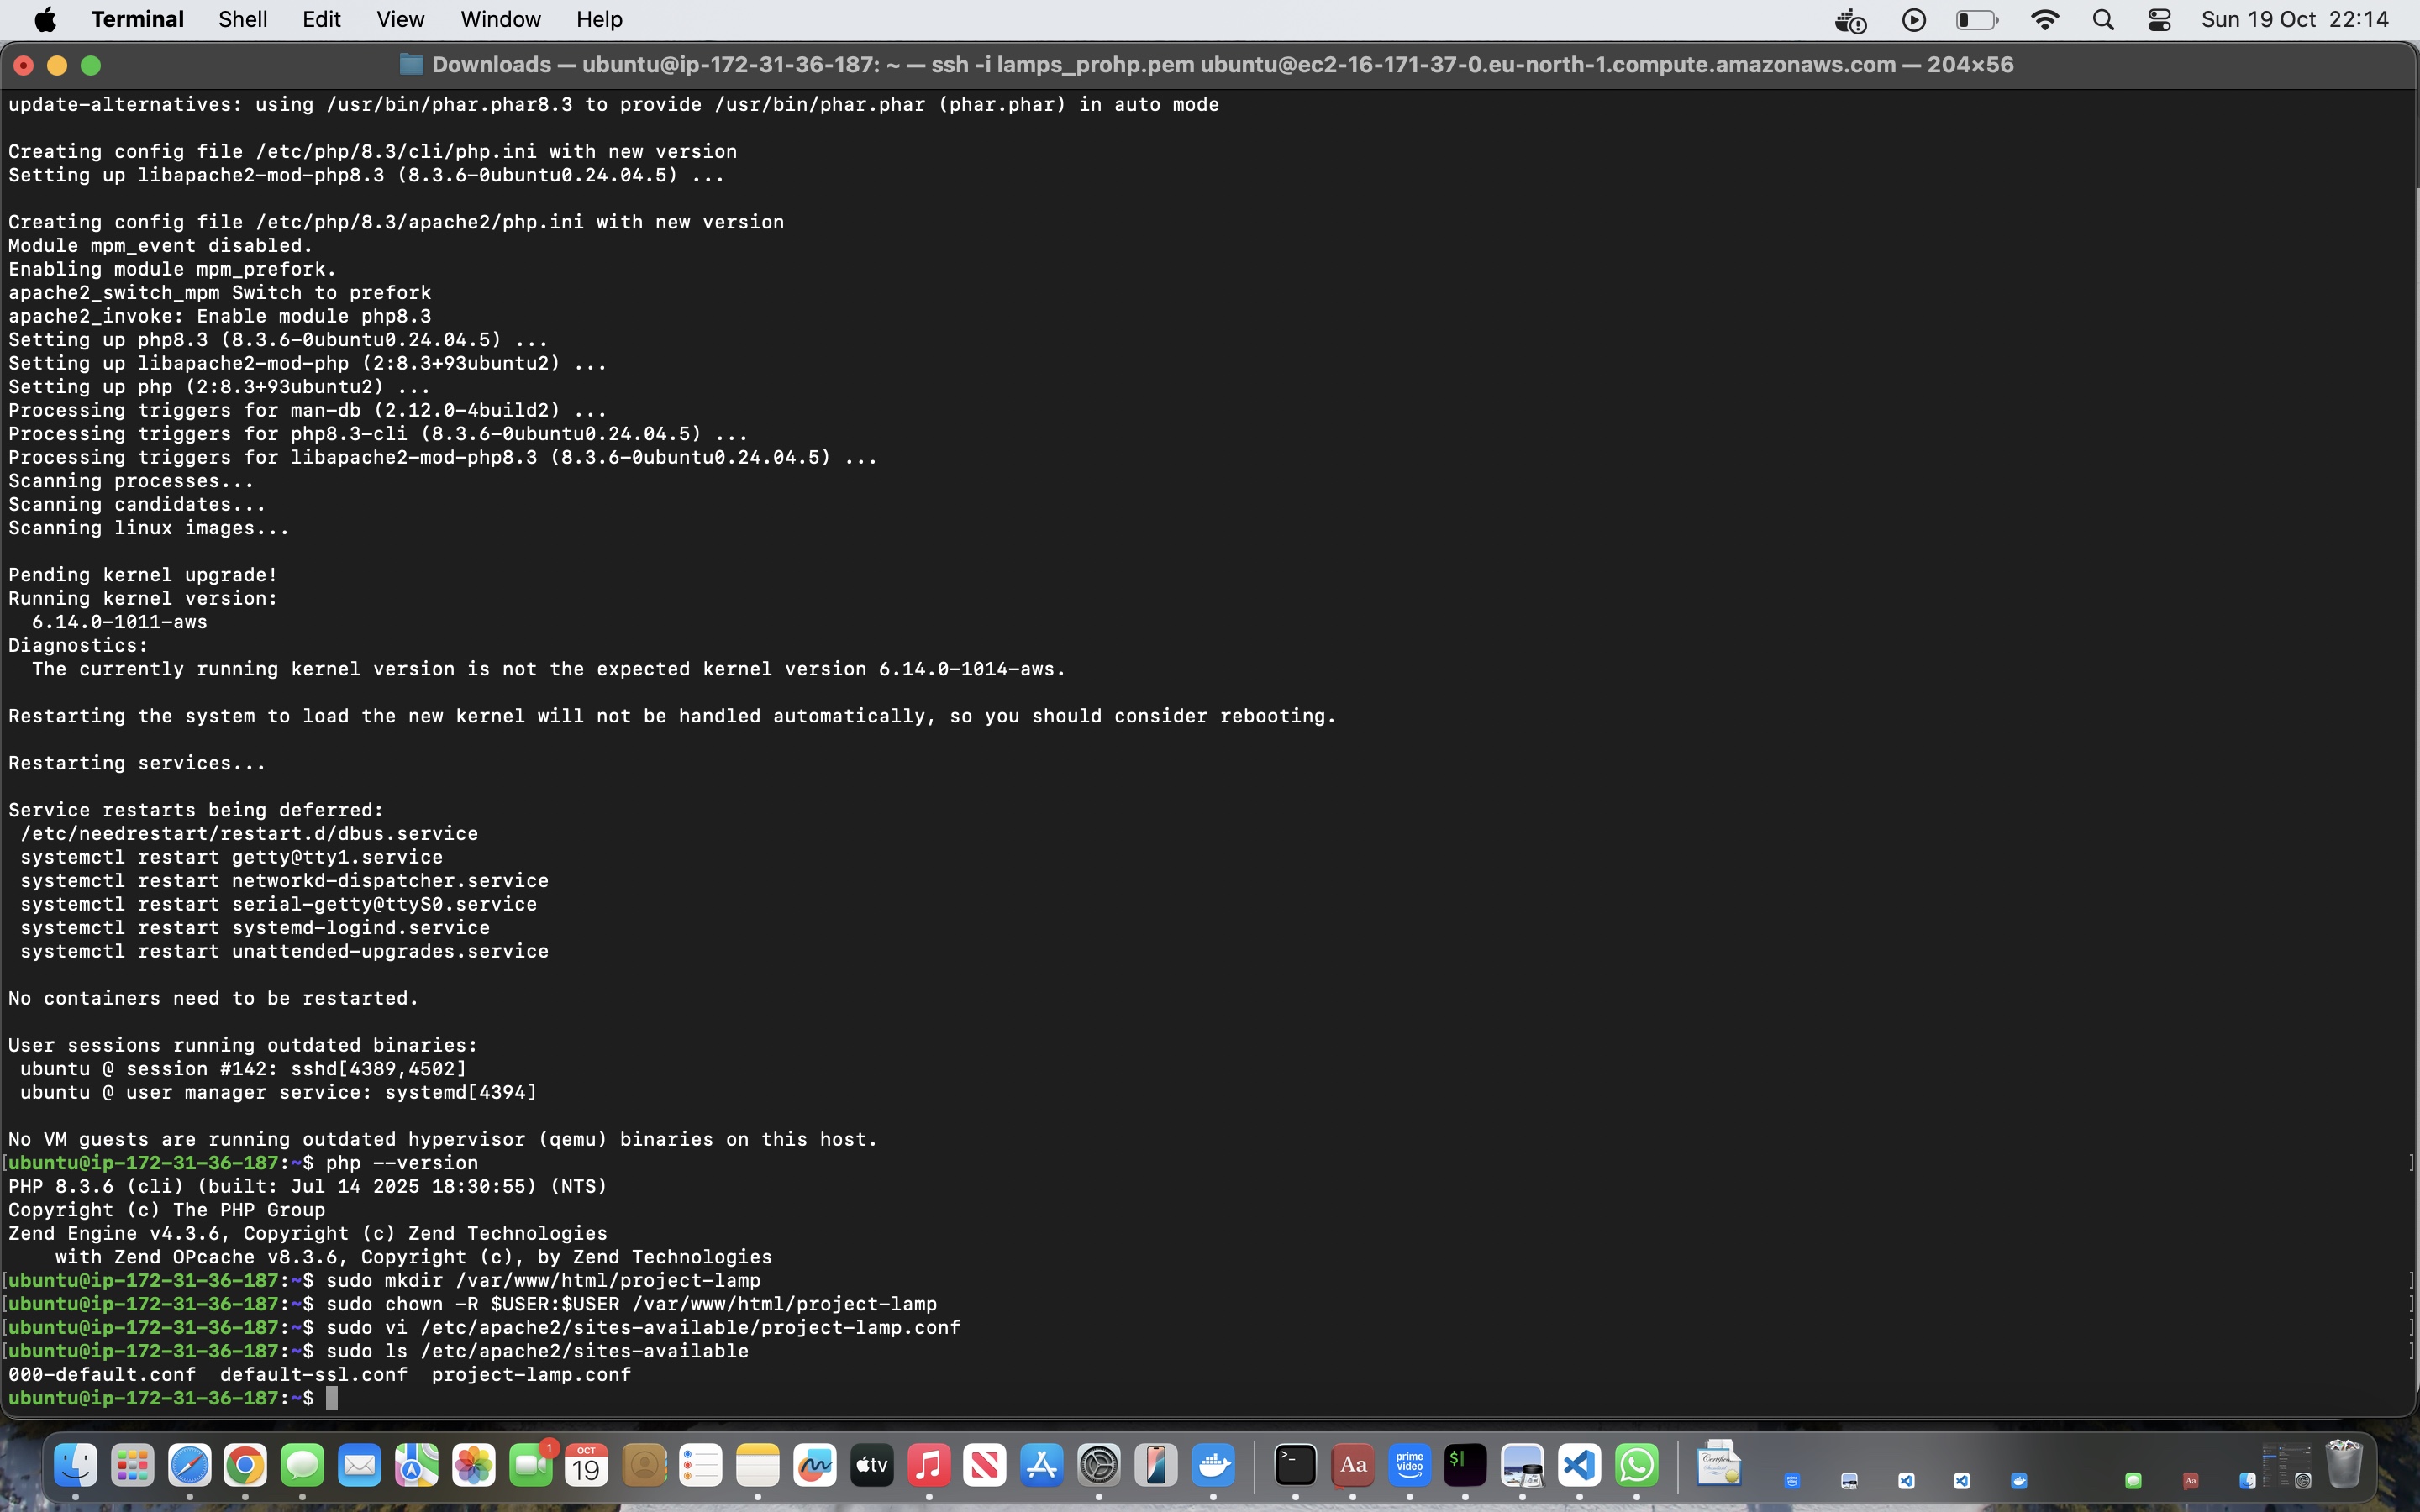 Terminal Shell Edit View Window Help Sun 19 Oct 22:14
Downloads — ubuntu@ip-172-31-36-187: ~ — ssh -i lamps_prohp.pem ubuntu@ec2-16-171-37-0.eu-north-1.compute.amazonaws.com — 204×56
update-alternatives: using /usr/bin/phar.phar8.3 to provide /usr/bin/phar.phar (phar.phar) in auto mode
Creating config file /etc/php/8.3/cli/php.ini with new version
Setting up libapache2-mod-php8.3 (8.3.6-0ubuntu0.24.04.5) ...
Creating config file /etc/php/8.3/apache2/php.ini with new version
Module mpm_event disabled.
Enabling module mpm_prefork.
apache2_switch_mpm Switch to prefork
apache2_invoke: Enable module php8.3
Setting up php8.3 (8.3.6-0ubuntu0.24.04.5) ...
Setting up libapache2-mod-php (2:8.3+93ubuntu2) ...
Setting up php (2:8.3+93ubuntu2) ...
Processing triggers for man-db (2.12.0-4build2) ...
Processing triggers for php8.3-cli (8.3.6-0ubuntu0.24.04.5) ...
Processing triggers for libapache2-mod-php8.3 (8.3.6-0ubuntu0.24.04.5) ...
Scanning processes...
Scanning candidates...
Scanning linux images...
Pending kernel upgrade!
Running kernel version:
  6.14.0-1011-aws
Diagnostics:
  The currently running kernel version is not the expected kernel version 6.14.0-1014-aws.
Restarting the system to load the new kernel will not be handled automatically, so you should consider rebooting.
Restarting services...
Service restarts being deferred:
 /etc/needrestart/restart.d/dbus.service
 systemctl restart getty@tty1.service
 systemctl restart networkd-dispatcher.service
 systemctl restart serial-getty@ttyS0.service
 systemctl restart systemd-logind.service
 systemctl restart unattended-upgrades.service
No containers need to be restarted.
User sessions running outdated binaries:
 ubuntu @ session #142: sshd[4389,4502]
 ubuntu @ user manager service: systemd[4394]
No VM guests are running outdated hypervisor (qemu) binaries on this host.
[ubuntu@ip-172-31-36-187:~$ php --version ]
PHP 8.3.6 (cli) (built: Jul 14 2025 18:30:55) (NTS)
Copyright (c) The PHP Group
Zend Engine v4.3.6, Copyright (c) Zend Technologies
    with Zend OPcache v8.3.6, Copyright (c), by Zend Technologies
[ubuntu@ip-172-31-36-187:~$ sudo mkdir /var/www/html/project-lamp ]
[ubuntu@ip-172-31-36-187:~$ sudo chown -R $USER:$USER /var/www/html/project-lamp ]
[ubuntu@ip-172-31-36-187:~$ sudo vi /etc/apache2/sites-available/project-lamp.conf ]
[ubuntu@ip-172-31-36-187:~$ sudo ls /etc/apache2/sites-available ]
000-default.conf  default-ssl.conf  project-lamp.conf
ubuntu@ip-172-31-36-187:~$
1 OCT 19 tv >_ Aa prime video $